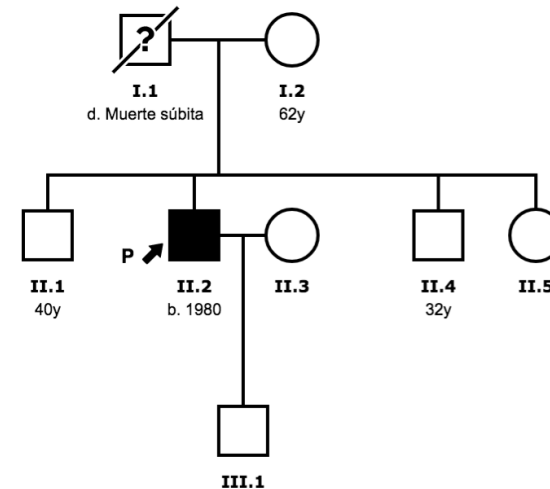 ?
I.1 I.2
d. Muerte súbita 62y
P
II.1 II.2 II.3 II.4 II.5
40y b. 1980 32y
III.1